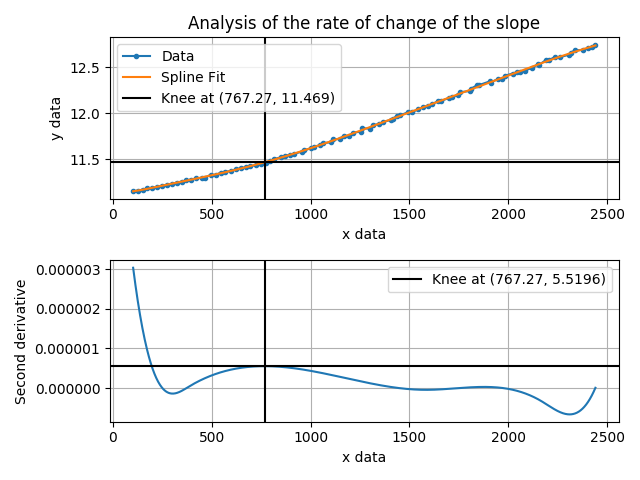 Analysis of the rate of change of the slope
Data
Spline Fit
Knee at (767.27, 11.469)
12.5
12.0
11.5
y data
0
500
1000
1500
2000
2500
x data
Knee at (767.27, 5.5196)
0.000003
0.000002
0.000001
0.000000
Second derivative
0
500
1000
1500
2000
2500
x data